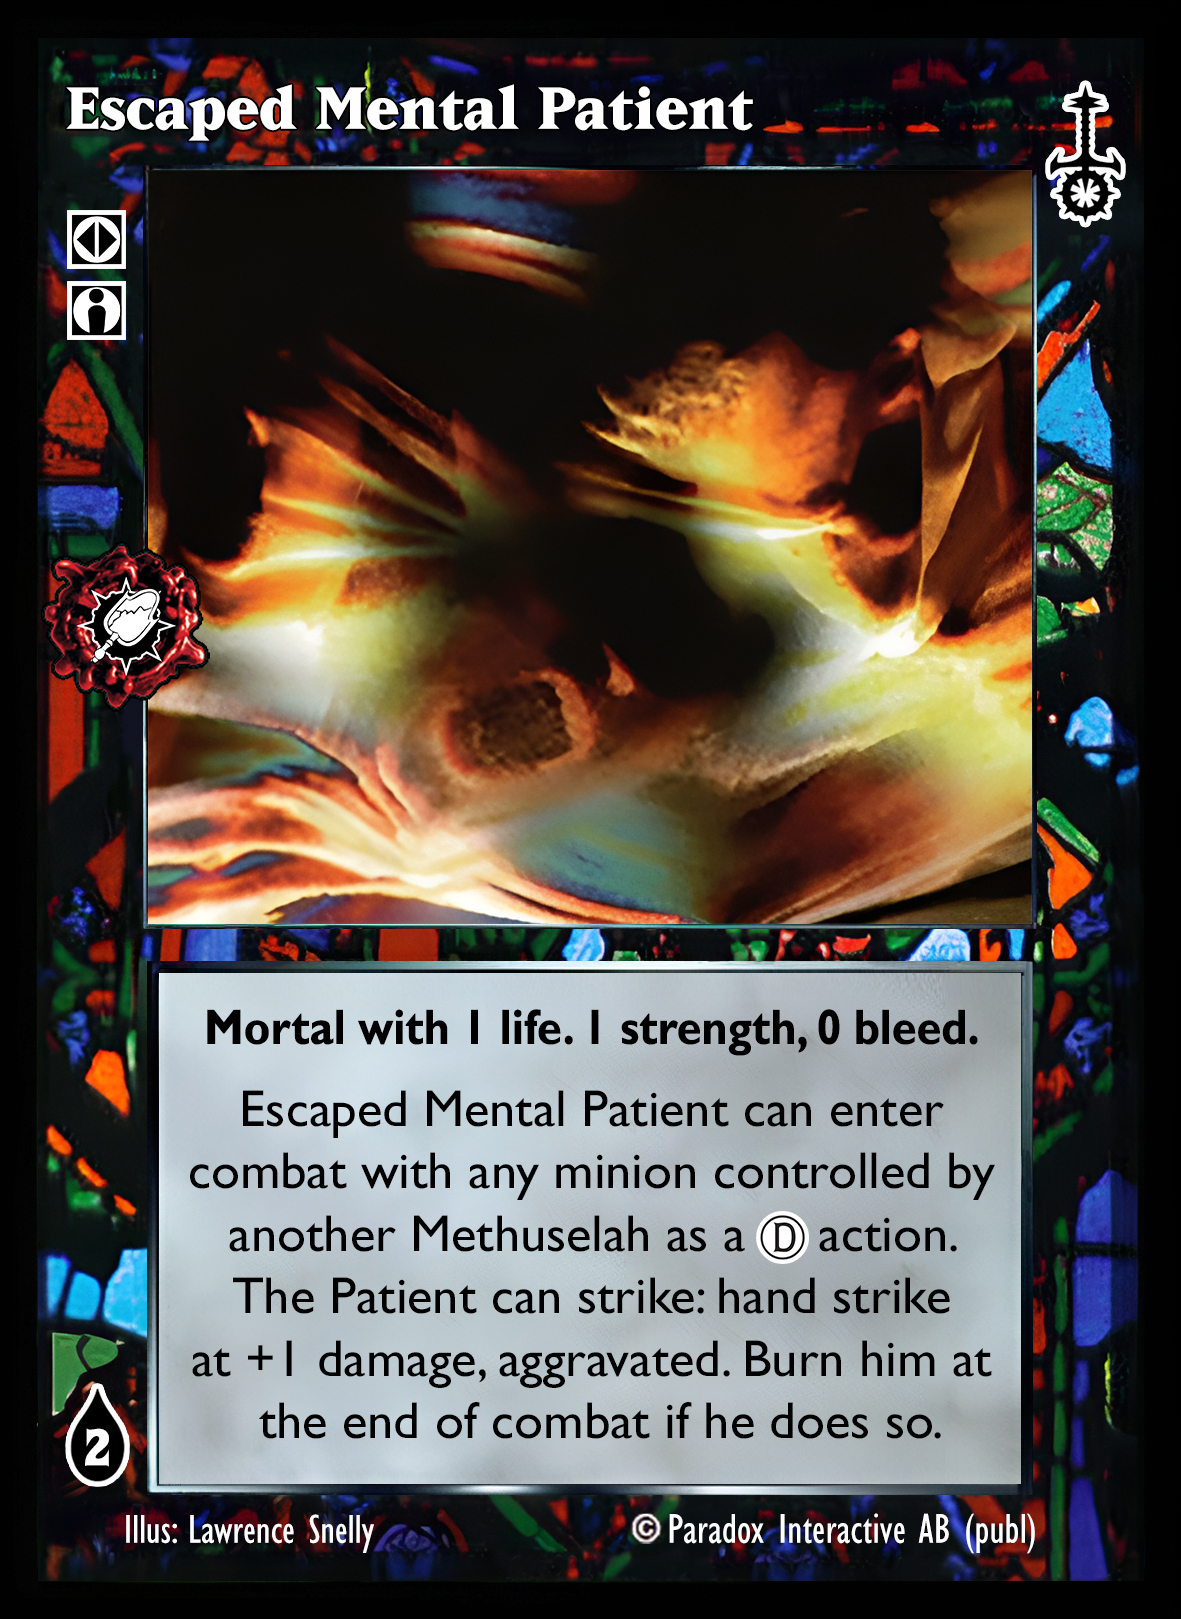 Escaped Mental Patient
Mortal with 1 life. 1 strength, 0 bleed.
Escaped Mental Patient can enter
combat with any minion controlled by
another Methuselah as a Ⓓ action.
The Patient can strike: hand strike
at +1 damage, aggravated. Burn him at
the end of combat if he does so.
2
Illus: Lawrence Snelly
© Paradox Interactive AB (publ)